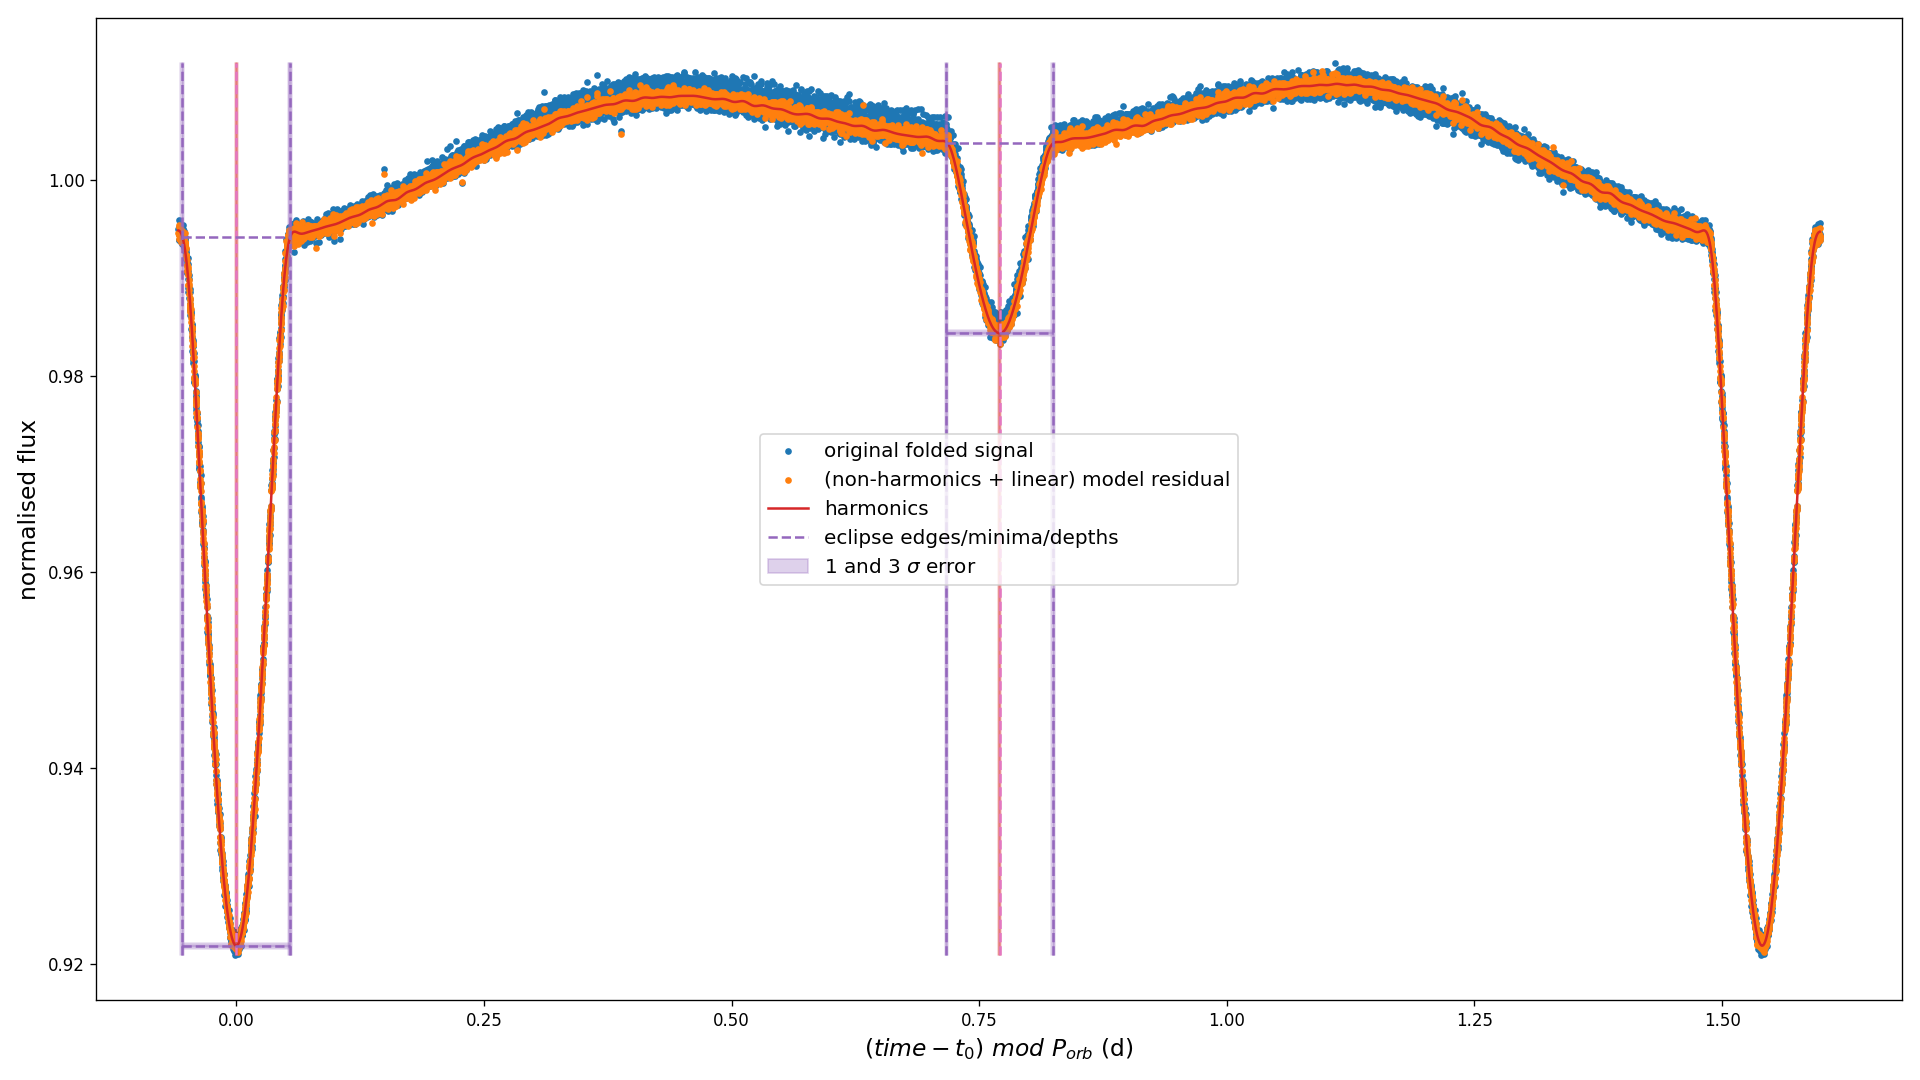 normalised flux
1.00
0.98
0.96
0.94
0.92
original folded signal
(non-harmonics + linear) model residual
harmonics
eclipse edges/minima/depths
1 and 3 σ error
0.00 0.25 0.50 0.75 1.00 1.25 1.50
(time − t₀) mod Pₒᵣᵦ (d)